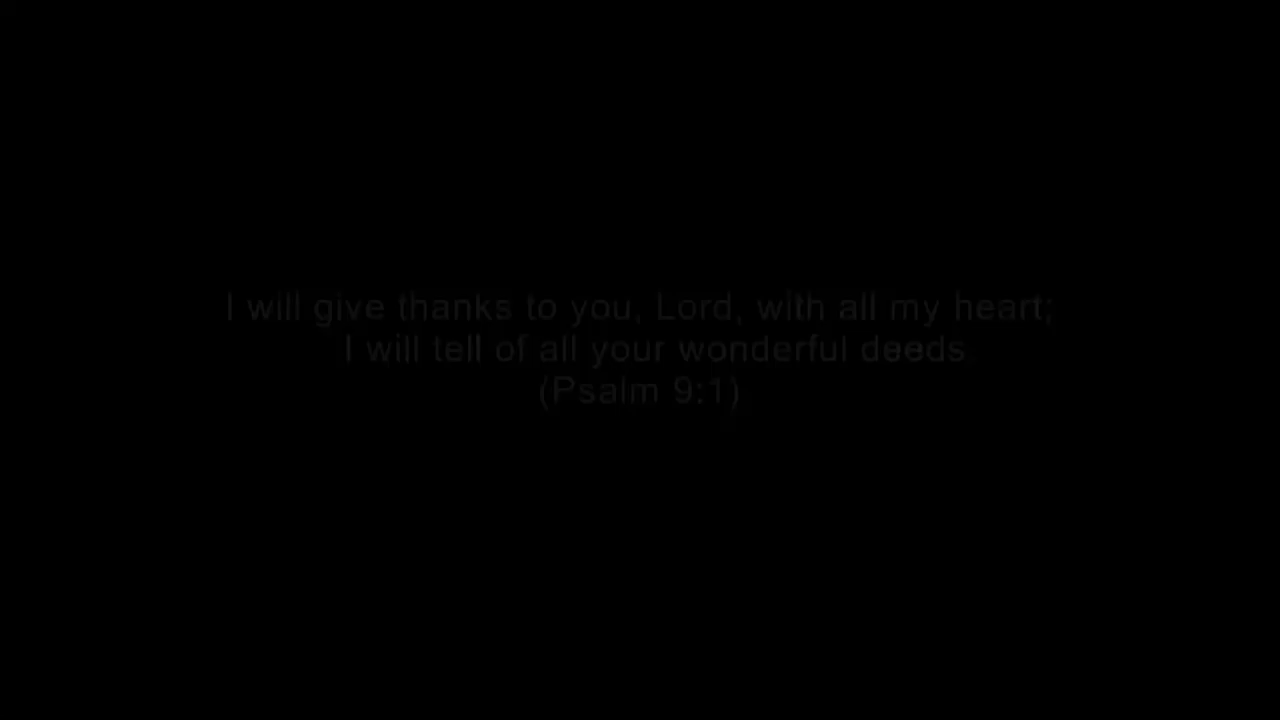 I will give thanks to you, Lord, with all my heart;
I will tell of all your wonderful deeds.
(Psalm 9:1)